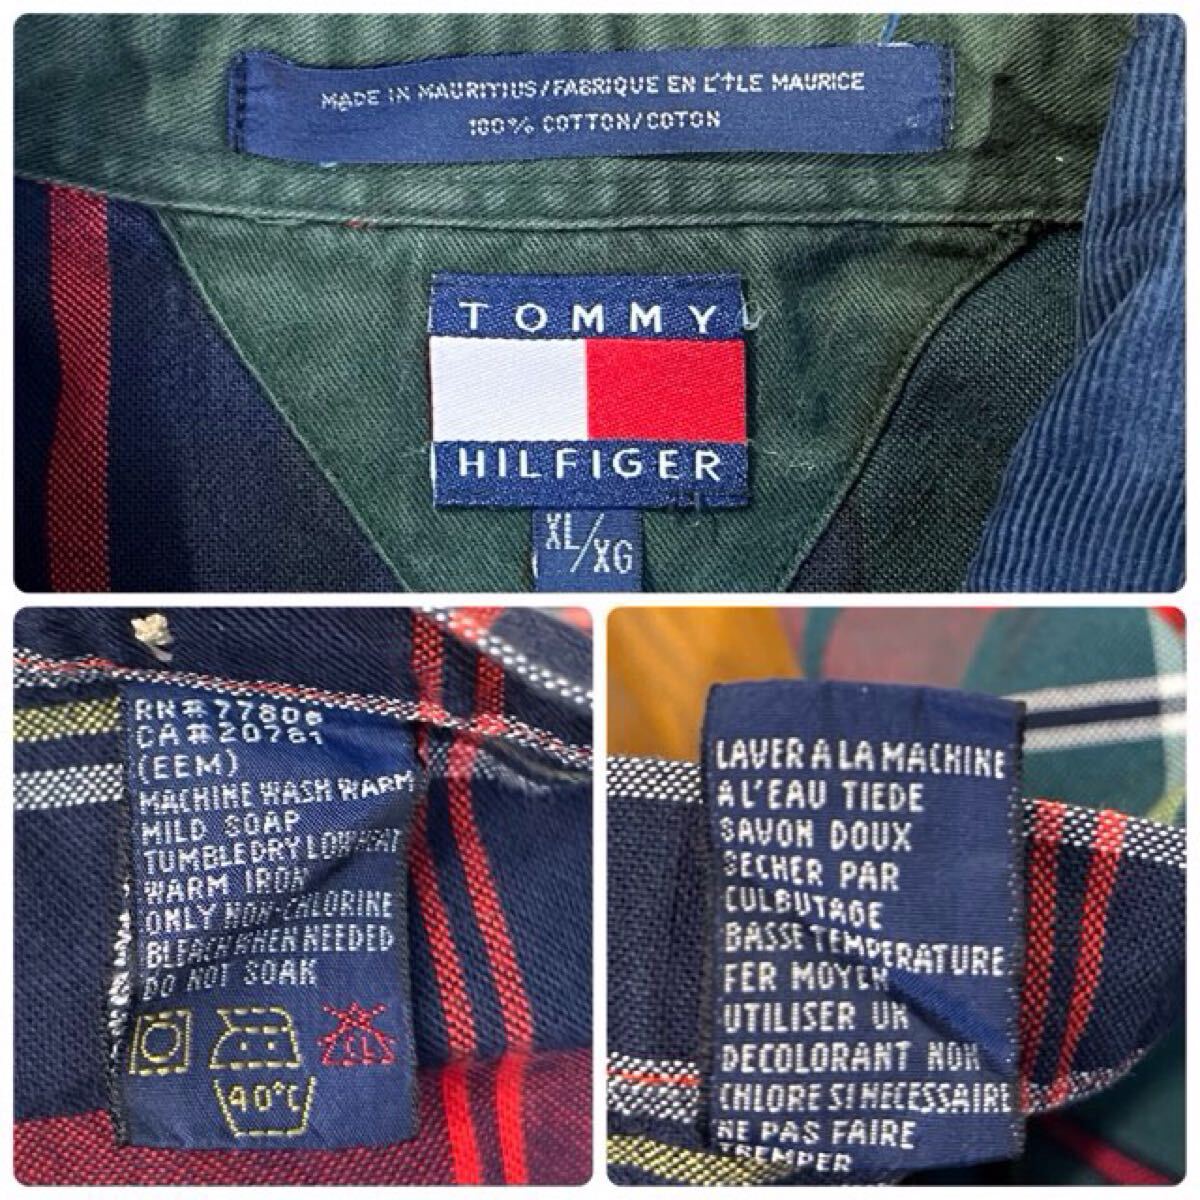 MADE IN MAURITIUS/FABRIQUE EN L'ÎLE MAURICE
100% COTTON/COTON
TOMMY
HILFIGER
XL/XG
RN#77806
CA#20781
(EEM)
MACHINE WASH WARM
MILD SOAP
TUMBLE DRY LOW HEAT
WARM IRON
ONLY NON-CHLORINE
BLEACH WHEN NEEDED
DO NOT SOAK
CL
40°C
LAVER A LA MACHINE
A L'EAU TIEDE
SAVON DOUX
SECHER PAR
CULBUTAGE
BASSE TEMPERATURE
FER MOYEN
UTILISER UN
DECOLORANT NON
CHLORE SI NECESSAIRE
NE PAS FAIRE
TREMPER